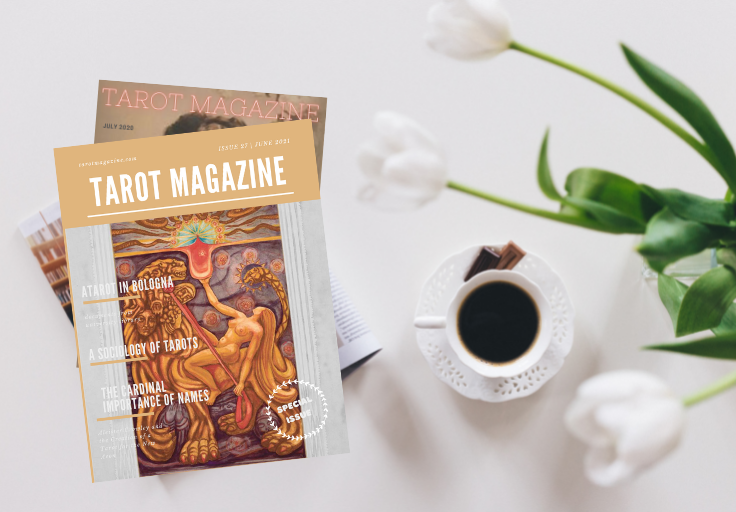 TAROT MAGAZINE
JULY 2020
tarotmagazine.com
ISSUE 07 | JUNE 2021
TAROT MAGAZINE
A TAROT IN BOLOGNA
A SOCIOLOGY OF TAROTS
THE CARDINAL
IMPORTANCE OF NAMES
SPECIAL
ISSUE